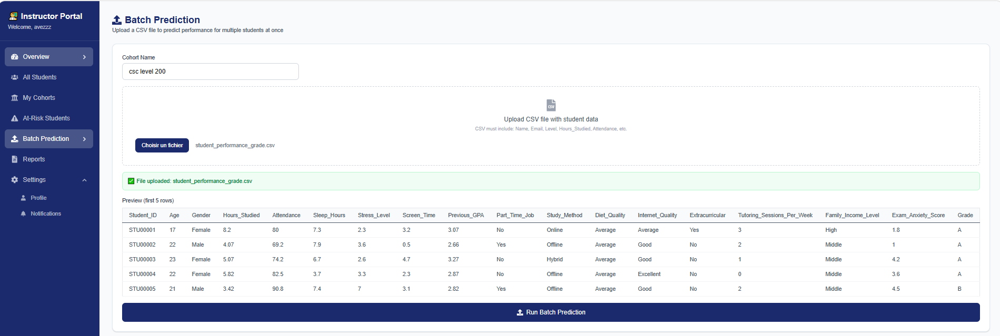 Instructor Portal
Welcome, avezzz
Overview
All Students
My Cohorts
At-Risk Students
Batch Prediction
Reports
Settings
Profile
Notifications
Batch Prediction
Upload a CSV file to predict performance for multiple students at once
Cohort Name
csc level 200
CSV
Upload CSV file with student data
CSV must include: Name, Email, Level, Hours_Studied, Attendance, etc.
Choisir un fichier student_performance_grade.csv
File uploaded: student_performance_grade.csv
Preview (first 5 rows)
Student_ID Age Gender Hours_Studied Attendance Sleep_Hours Stress_Level Screen_Time Previous_GPA Part_Time_Job Study_Method Diet_Quality Internet_Quality Extracurricular Tutoring_Sessions_Per_Week Family_Income_Level Exam_Anxiety_Score Grade
STU00001 17 Female 8.2 80 7.3 2.3 3.2 3.07 No Online Average Average Yes 3 High 1.8 A
STU00002 22 Male 4.07 69.2 7.9 3.6 0.5 2.66 Yes Offline Average Good No 2 Middle 1 A
STU00003 23 Female 5.07 74.2 6.7 2.6 4.7 3.27 No Hybrid Average Good No 1 Middle 4.2 A
STU00004 22 Female 5.82 82.5 3.7 3.3 2.3 2.87 No Offline Average Excellent No 0 Middle 3.6 A
STU00005 21 Male 3.42 90.8 7.4 7 3.1 2.82 Yes Offline Average Good No 2 Middle 4.5 B
Run Batch Prediction